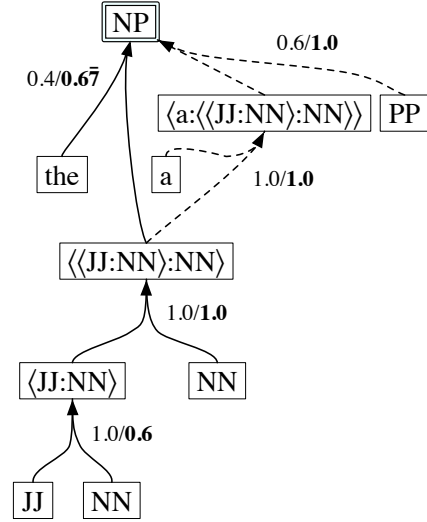 NP
0.6/1.0
0.4/0.67̄
⟨a:⟨⟨JJ:NN⟩:NN⟩⟩ PP
the a
1.0/1.0
⟨⟨JJ:NN⟩:NN⟩
1.0/1.0
⟨JJ:NN⟩ NN
1.0/0.6
JJ NN